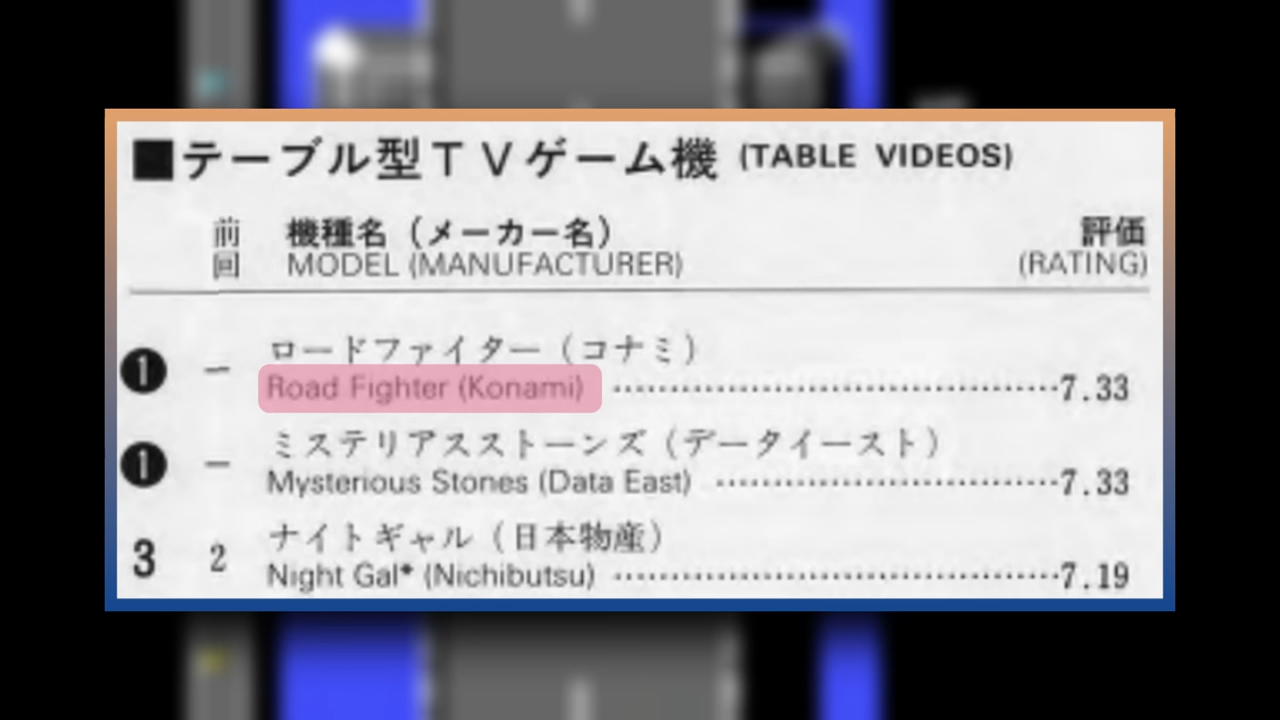 ■テーブル型TVゲーム機 (TABLE VIDEOS)
前回 機種名（メーカー名） 評価
MODEL (MANUFACTURER) (RATING)
ロードファイター（コナミ）
1 – Road Fighter (Konami) 7.33
ミステリアスストーンズ（データイースト）
1 – Mysterious Stones (Data East) 7.33
ナイトギャル（日本物産）
3 2 Night Gal* (Nichibutsu) 7.19